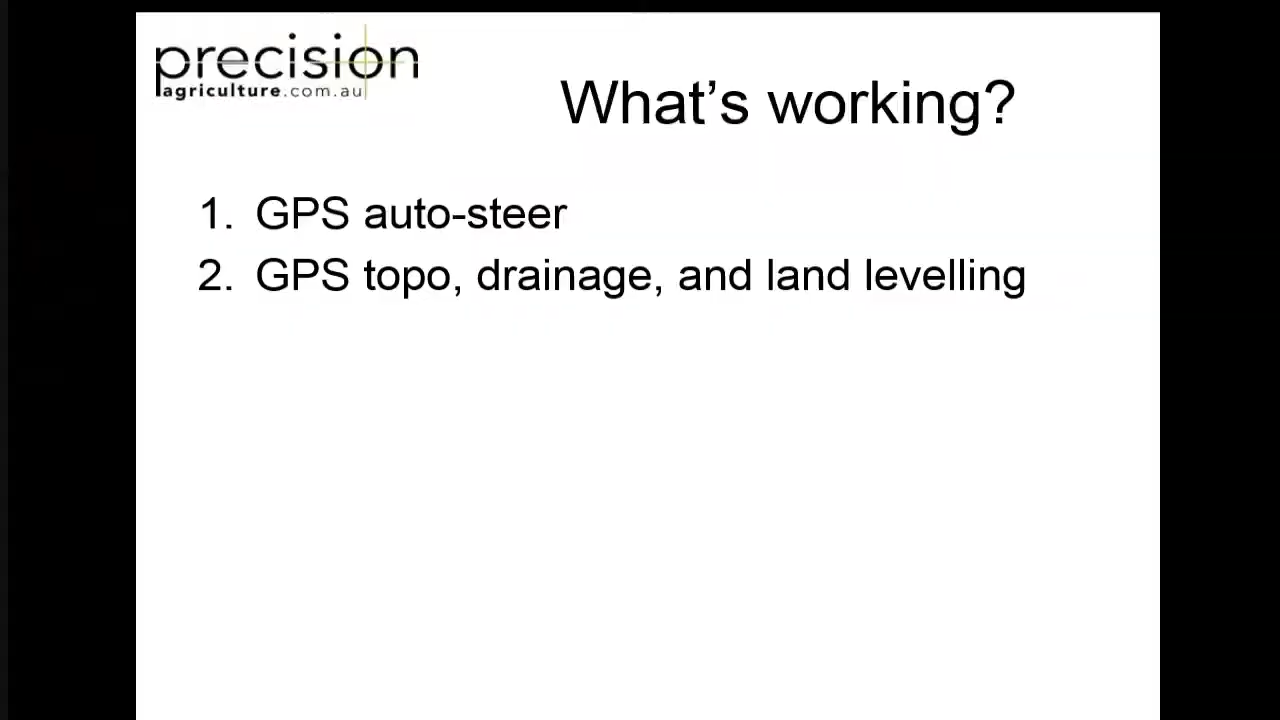 precision
agriculture.com.au
What's working?
1. GPS auto-steer
2. GPS topo, drainage, and land levelling